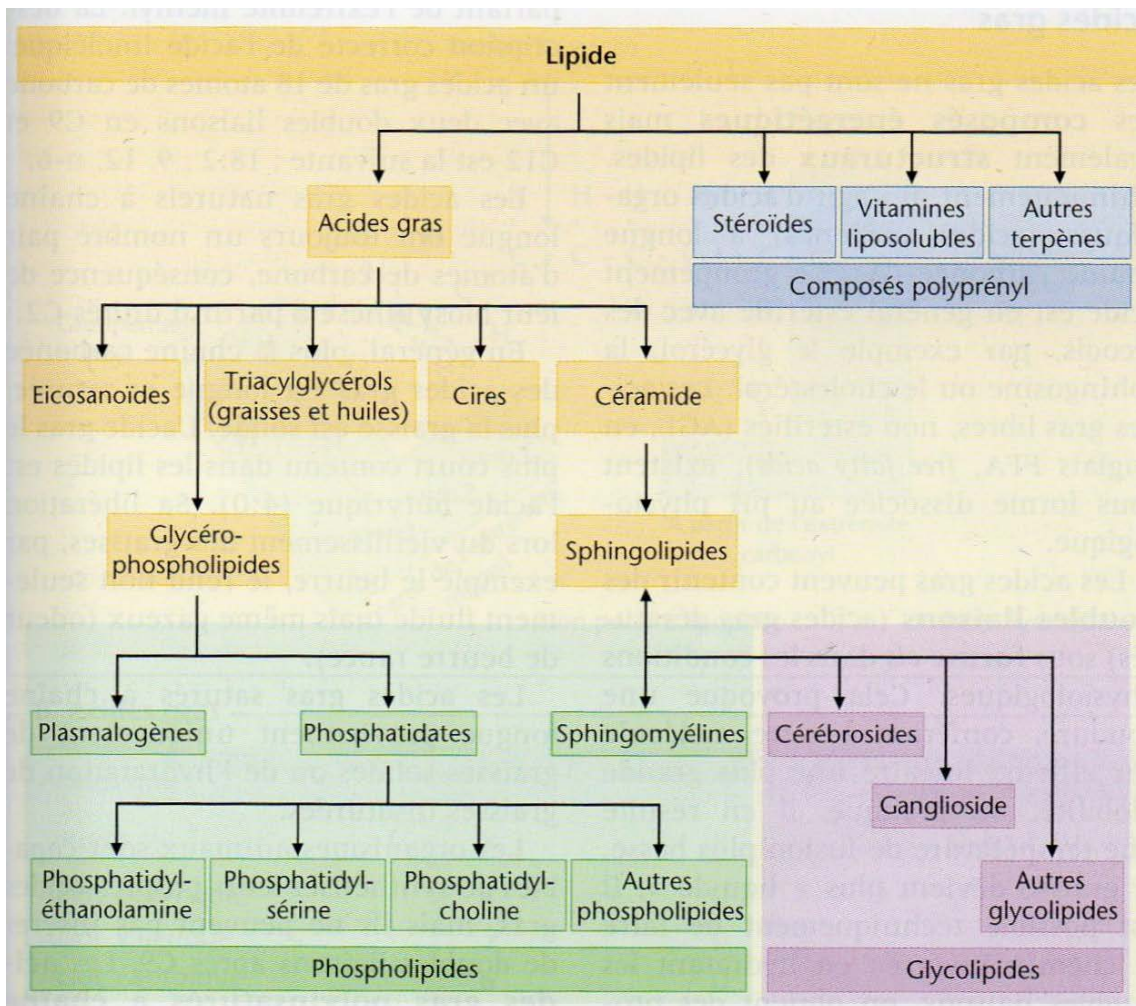 Lipide
Acides gras
Stéroïdes
Vitamines
liposolubles
Autres
terpènes
Composés polyprényl
Eicosanoïdes
Triacylglycérols
(graisses et huiles)
Cires
Céramide
Glycéro-
phospholipides
Sphingolipides
Plasmalogènes
Phosphatidates
Sphingomyélines
Cérébrosides
Ganglioside
Phosphatidyl-
éthanolamine
Phosphatidyl-
sérine
Phosphatidyl-
choline
Autres
phospholipides
Autres
glycolipides
Phospholipides
Glycolipides